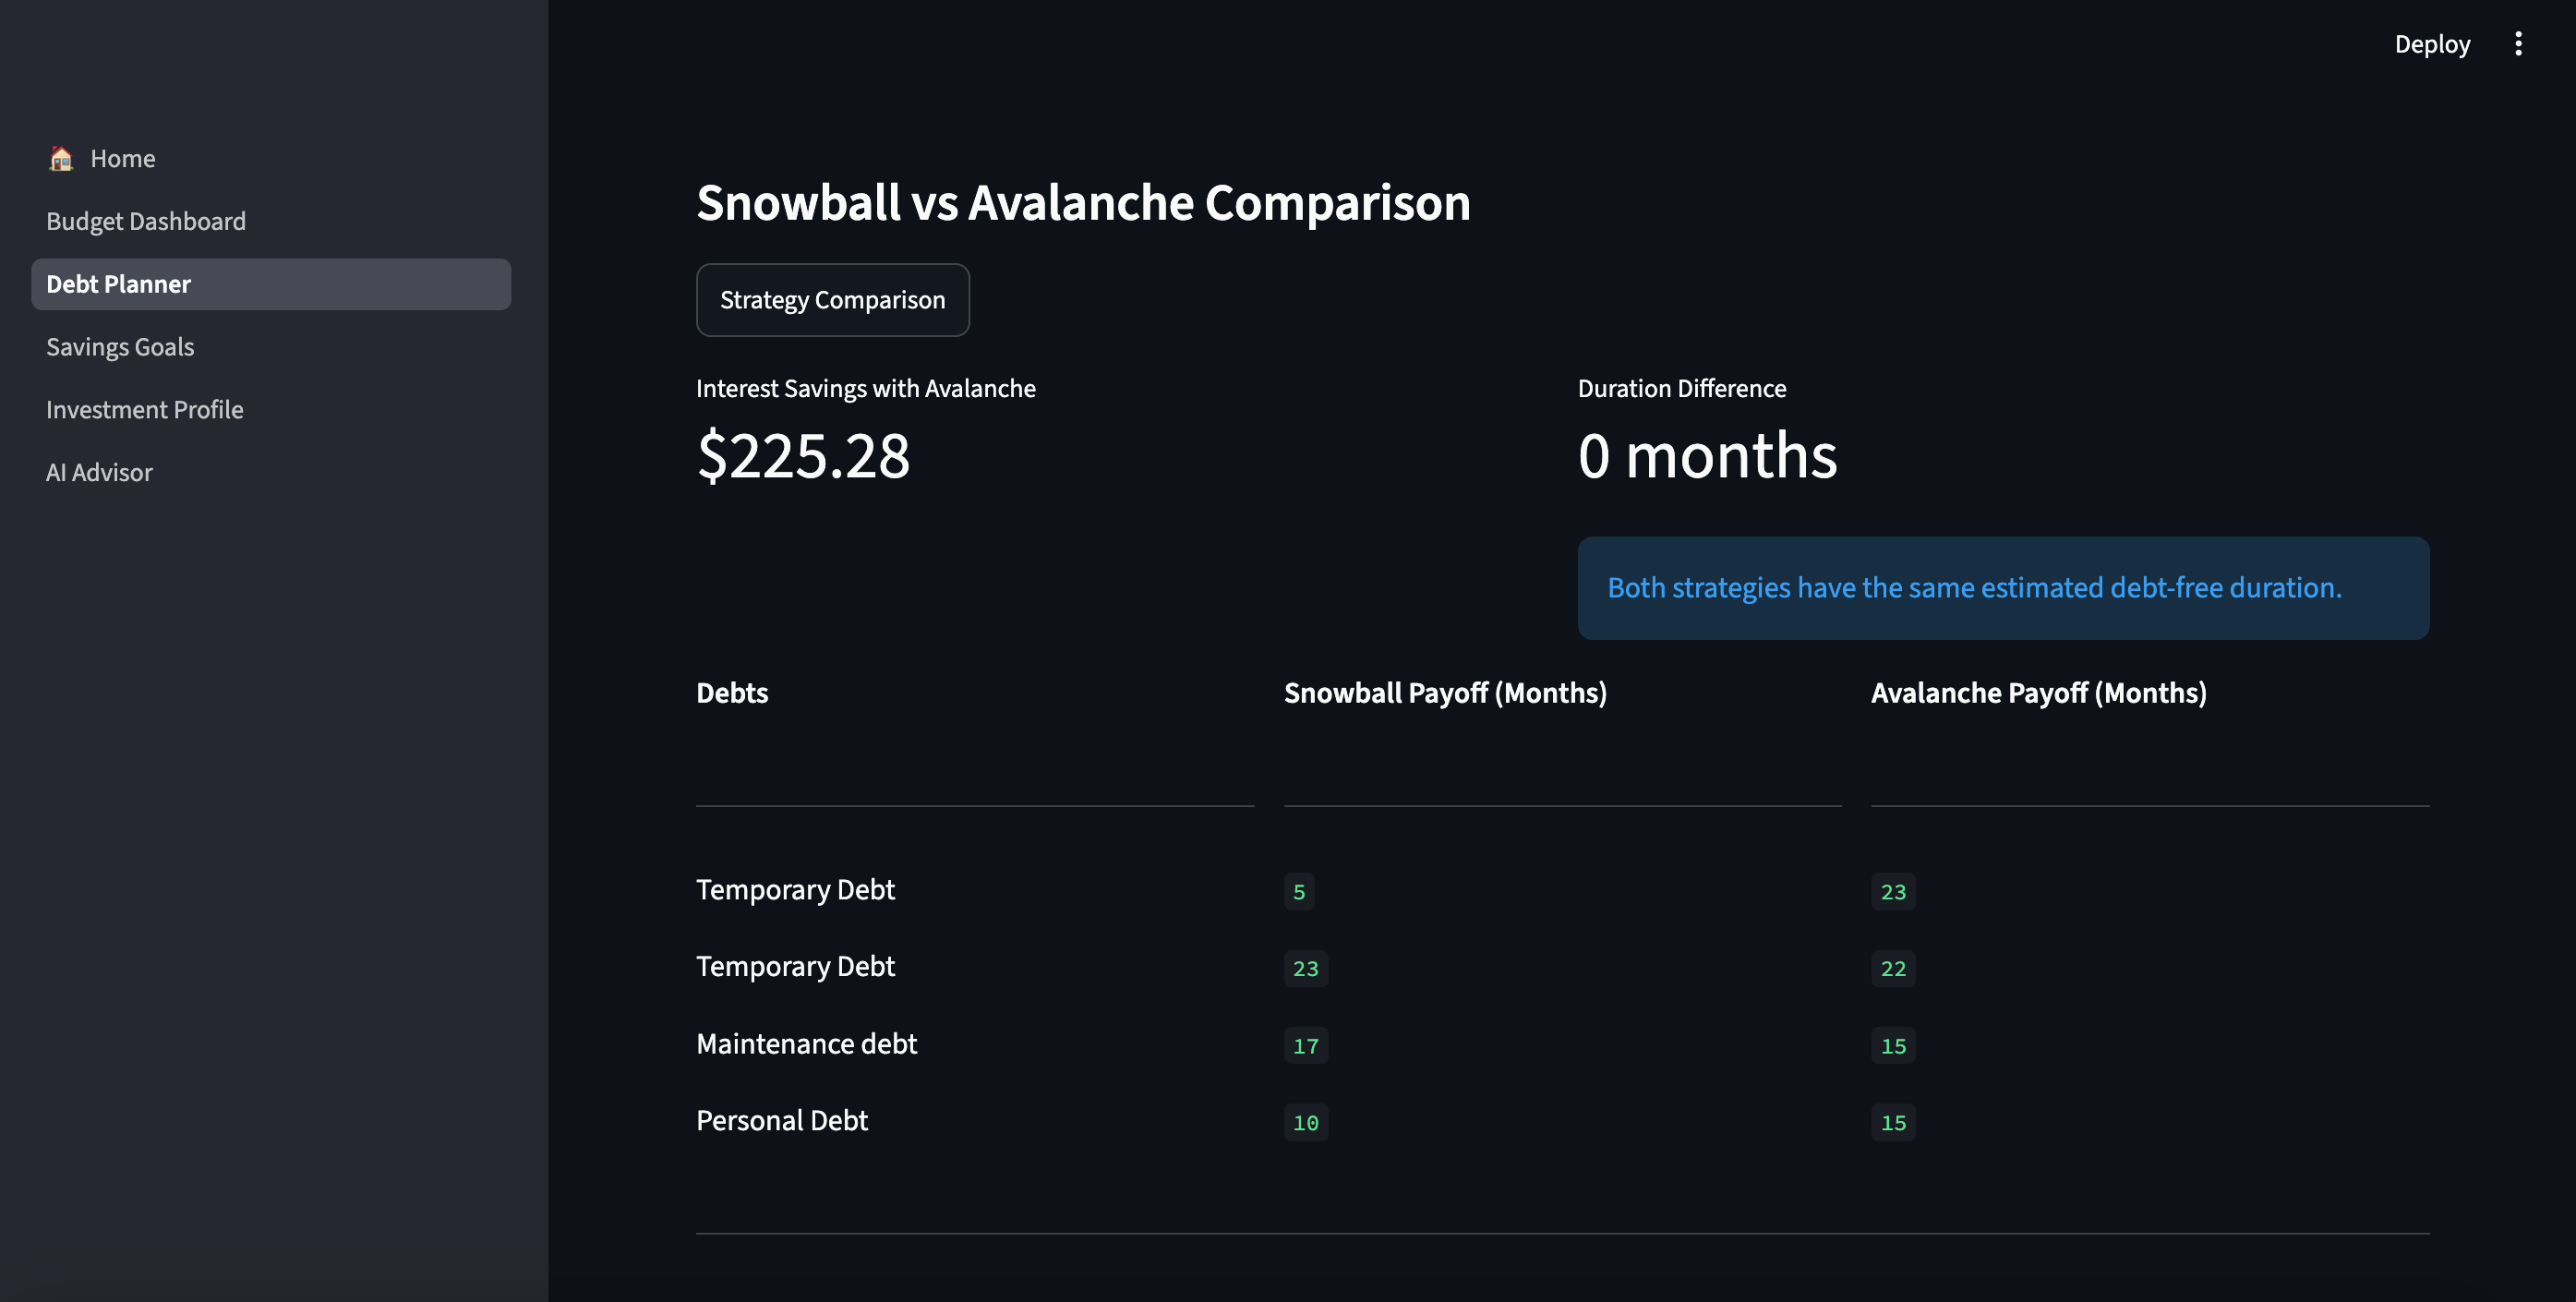 Deploy
🏠 Home
Budget Dashboard
Debt Planner
Savings Goals
Investment Profile
AI Advisor
Snowball vs Avalanche Comparison
Strategy Comparison
Interest Savings with Avalanche
$225.28
Duration Difference
0 months
Both strategies have the same estimated debt-free duration.
Debts Snowball Payoff (Months) Avalanche Payoff (Months)
Temporary Debt 5 23
Temporary Debt 23 22
Maintenance debt 17 15
Personal Debt 10 15